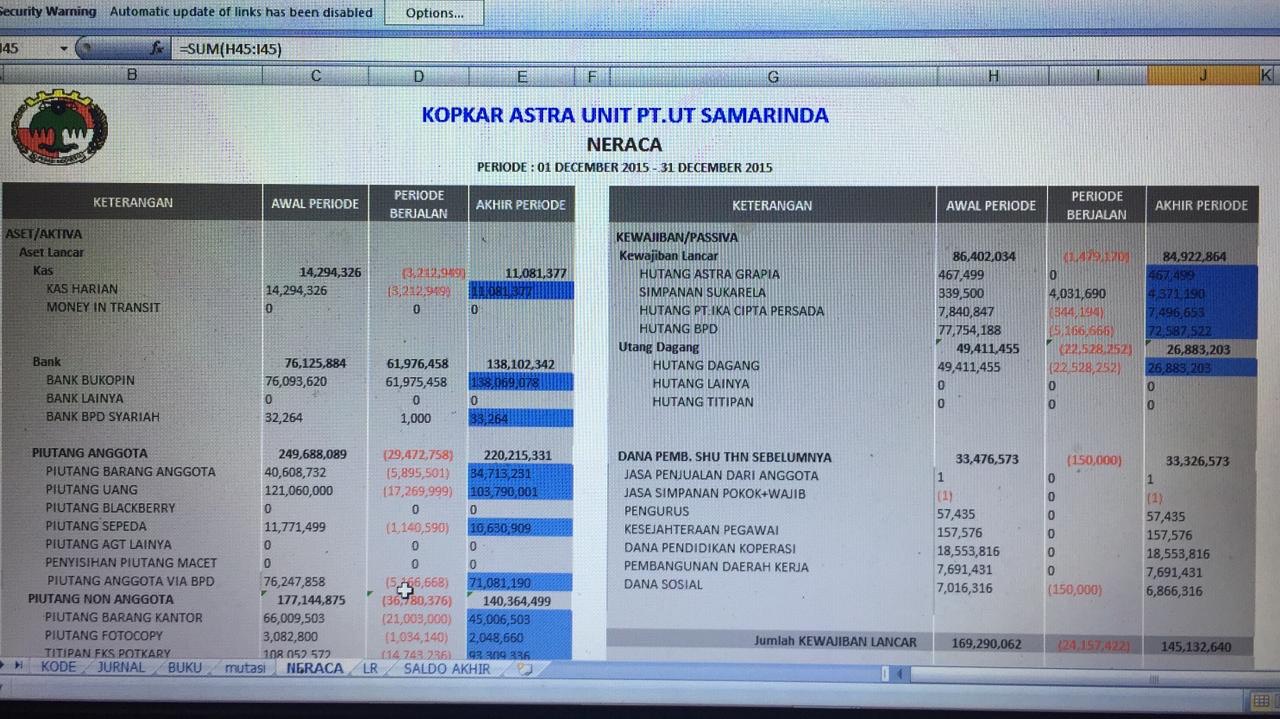 Security Warning Automatic update of links has been disabled Options...
J45 fx =SUM(H45:I45)
B C D E F G H I J K
KOPKAR ASTRA UNIT PT.UT SAMARINDA
NERACA
PERIODE : 01 DECEMBER 2015 - 31 DECEMBER 2015
KETERANGAN AWAL PERIODE PERIODE BERJALAN AKHIR PERIODE
ASET/AKTIVA
Aset Lancar
Kas 14,294,326 (3,212,949) 11,081,377
KAS HARIAN 14,294,326 (3,212,949) 11,081,377
MONEY IN TRANSIT 0 0 0
Bank 76,125,884 61,976,458 138,102,342
BANK BUKOPIN 76,093,620 61,975,458 138,069,078
BANK LAINYA 0 0 0
BANK BPD SYARIAH 32,264 1,000 33,264
PIUTANG ANGGOTA 249,688,089 (29,472,758) 220,215,331
PIUTANG BARANG ANGGOTA 40,608,732 (5,895,501) 34,713,231
PIUTANG UANG 121,060,000 (17,269,999) 103,790,001
PIUTANG BLACKBERRY 0 0 0
PIUTANG SEPEDA 11,771,499 (1,140,590) 10,630,909
PIUTANG AGT LAINYA 0 0 0
PENYISIHAN PIUTANG MACET 0 0 0
PIUTANG ANGGOTA VIA BPD 76,247,858 (5,166,668) 71,081,190
PIUTANG NON ANGGOTA 177,144,875 (36,780,376) 140,364,499
PIUTANG BARANG KANTOR 66,009,503 (21,003,000) 45,006,503
PIUTANG FOTOCOPY 3,082,800 (1,034,140) 2,048,660
TITIPAN EKS POTKARY 108,052,572 (14,743,236) 93,309,336
KETERANGAN AWAL PERIODE PERIODE BERJALAN AKHIR PERIODE
KEWAJIBAN/PASSIVA
Kewajiban Lancar 86,402,034 (1,479,170) 84,922,864
HUTANG ASTRA GRAPIA 467,499 0 467,499
SIMPANAN SUKARELA 339,500 4,031,690 4,371,190
HUTANG PT.IKA CIPTA PERSADA 7,840,847 (344,194) 7,496,653
HUTANG BPD 77,754,188 (5,166,666) 72,587,522
Utang Dagang 49,411,455 (22,528,252) 26,883,203
HUTANG DAGANG 49,411,455 (22,528,252) 26,883,203
HUTANG LAINYA 0 0 0
HUTANG TITIPAN 0 0 0
DANA PEMB. SHU THN SEBELUMNYA 33,476,573 (150,000) 33,326,573
JASA PENJUALAN DARI ANGGOTA 1 0 1
JASA SIMPANAN POKOK+WAJIB (1) 0 (1)
PENGURUS 57,435 0 57,435
KESEJAHTERAAN PEGAWAI 157,576 0 157,576
DANA PENDIDIKAN KOPERASI 18,553,816 0 18,553,816
PEMBANGUNAN DAERAH KERJA 7,691,431 0 7,691,431
DANA SOSIAL 7,016,316 (150,000) 6,866,316
Jumlah KEWAJIBAN LANCAR 169,290,062 (24,157,422) 145,132,640
KODE JURNAL BUKU mutasi NERACA LR SALDO AKHIR